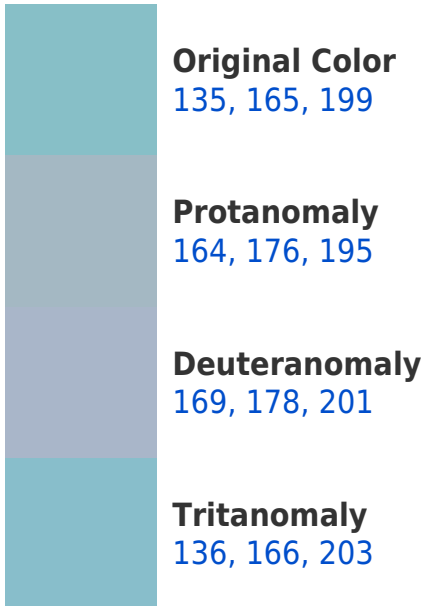 Original Color
135, 165, 199
Protanomaly
164, 176, 195
Deuteranomaly
169, 178, 201
Tritanomaly
136, 166, 203